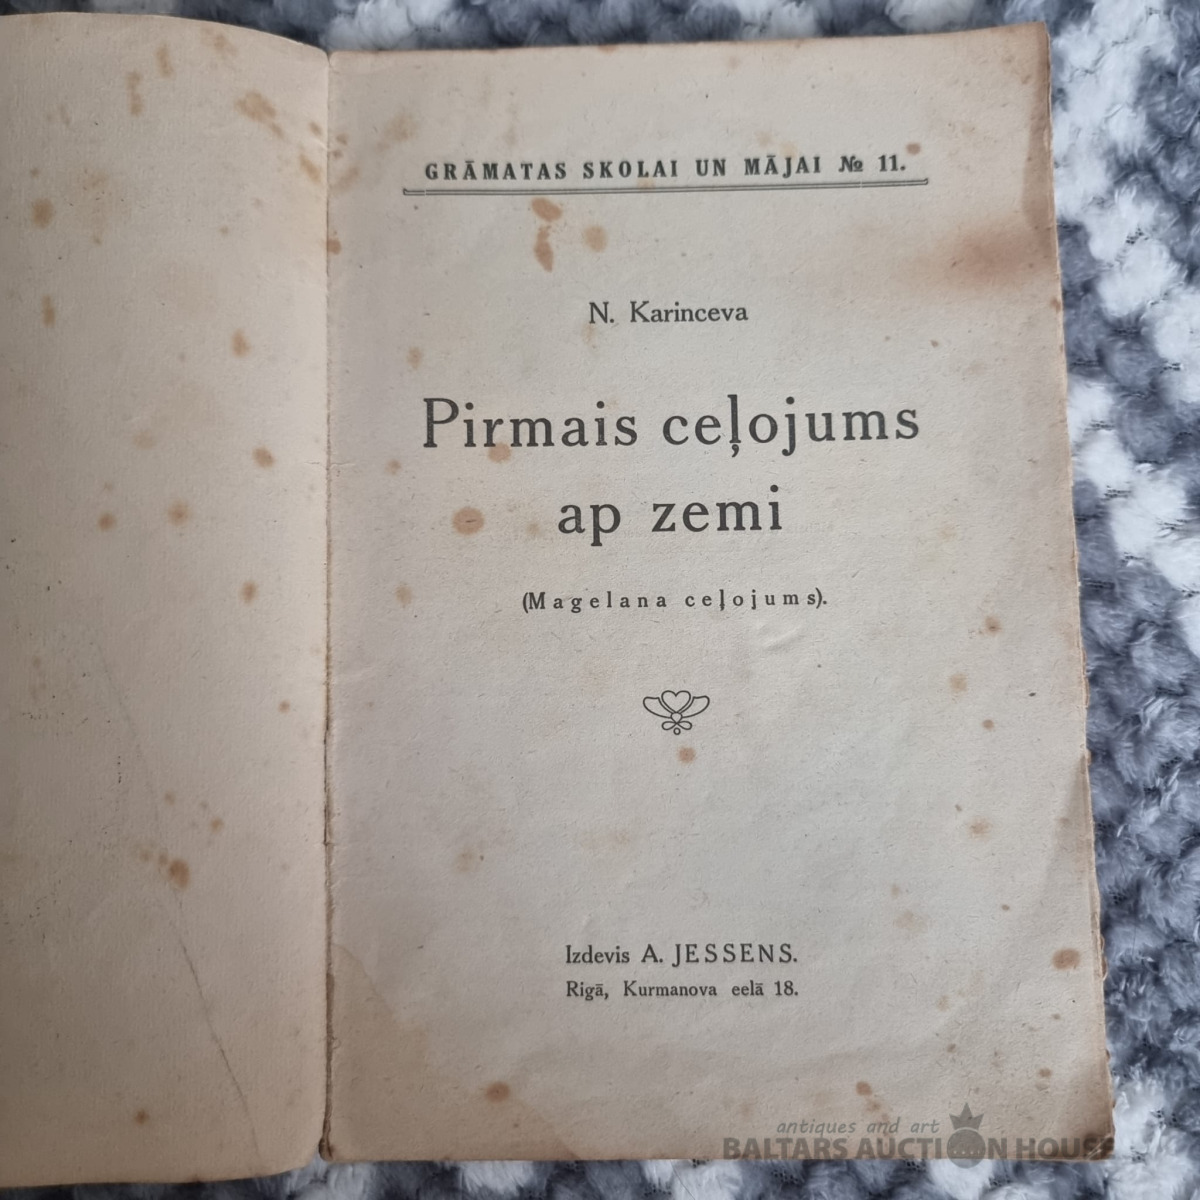 GRĀMATAS SKOLAI UN MĀJAI № 11.
N. Karinceva
Pirmais ceļojums
ap zemi
(Magelana ceļojums).
Izdevis A. JESSENS.
Rigā, Kurmanova eelā 18.
antiques and art
BALTARS AUCTION HOUSE